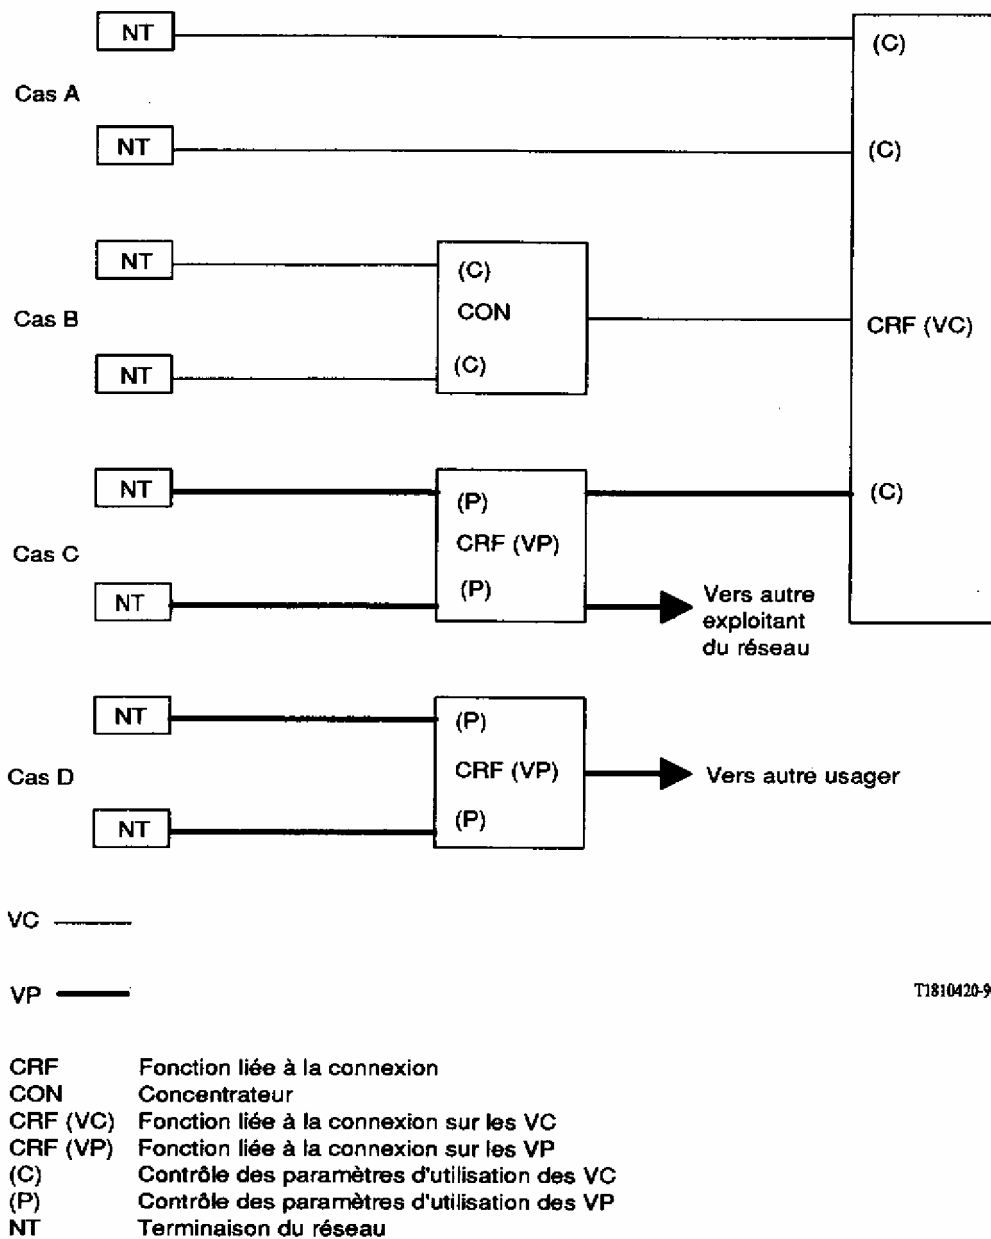 NT
(C)
Cas A
NT
(C)
NT
(C)
Cas B
CON
CRF (VC)
(C)
NT
NT
(P)
(C)
CRF (VP)
Cas C
(P)
NT
Vers autre
exploitant
du réseau
NT
(P)
Cas D
CRF (VP)
Vers autre usager
(P)
NT
VC
VP
T1810420-9
CRF Fonction liée à la connexion
CON Concentrateur
CRF (VC) Fonction liée à la connexion sur les VC
CRF (VP) Fonction liée à la connexion sur les VP
(C) Contrôle des paramètres d'utilisation des VC
(P) Contrôle des paramètres d'utilisation des VP
NT Terminaison du réseau